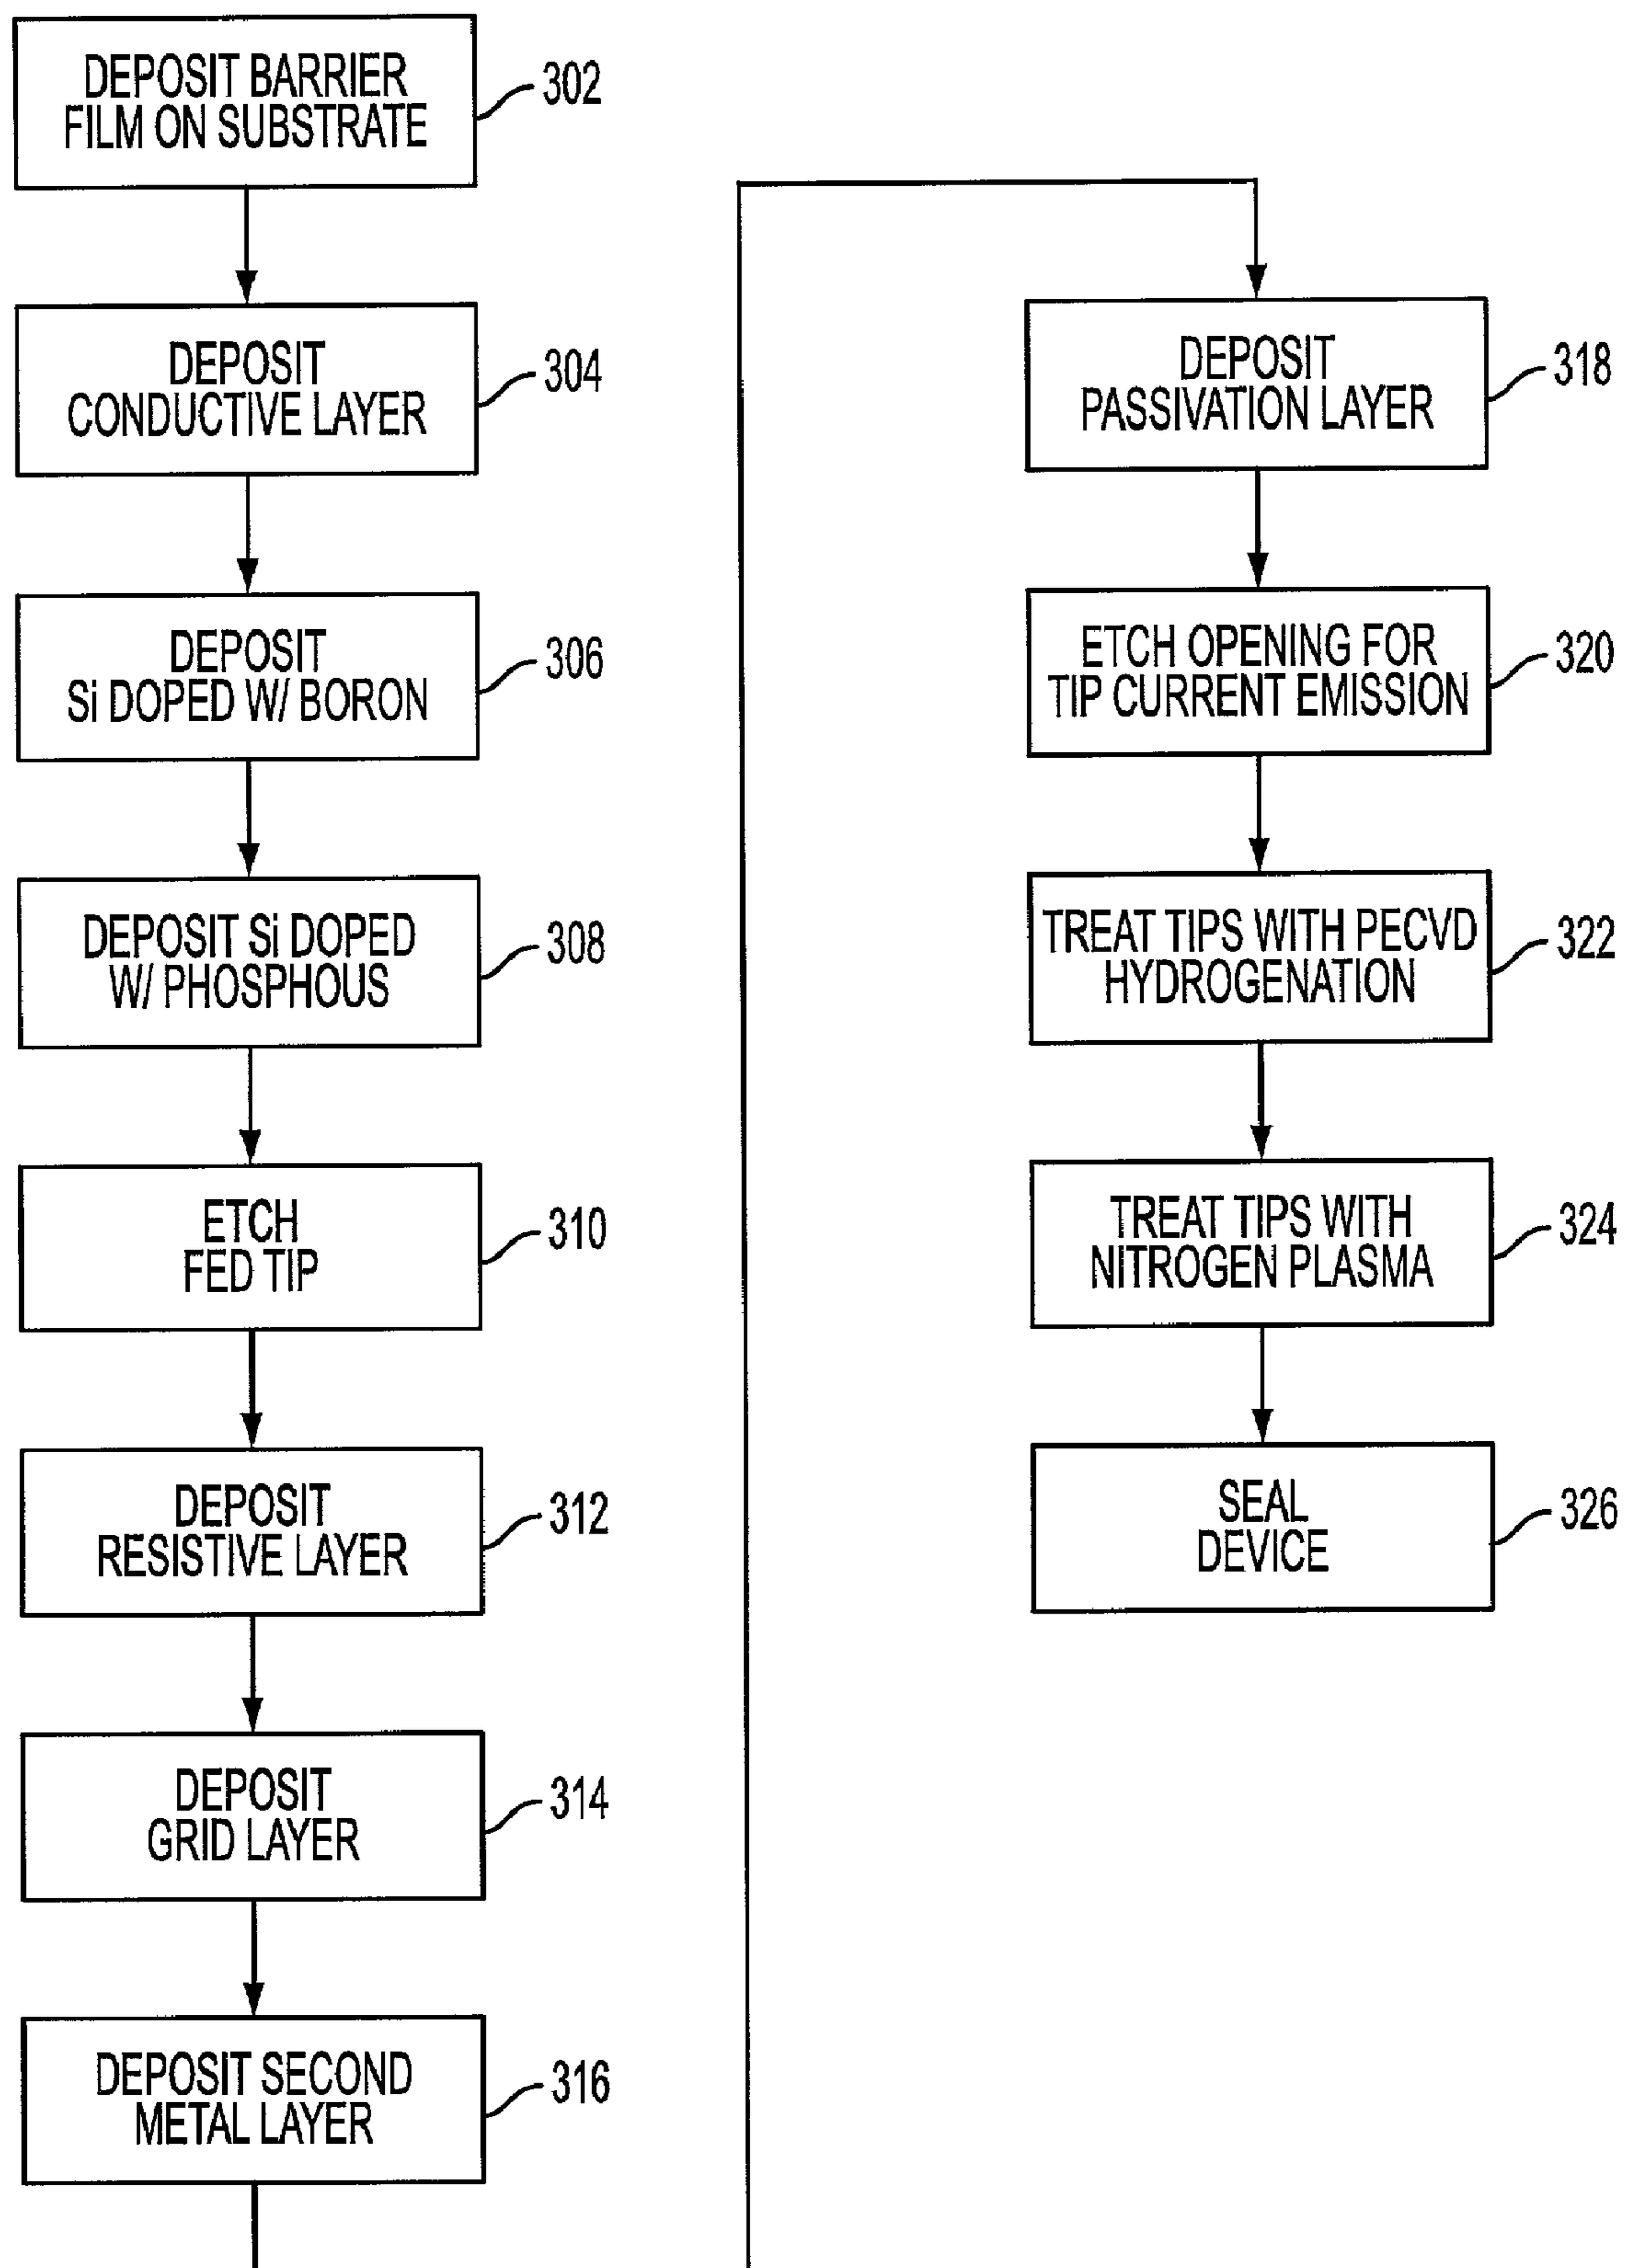 DEPOSIT BARRIER
FILM ON SUBSTRATE
302
DEPOSIT
CONDUCTIVE LAYER
304
DEPOSIT
Si DOPED W/ BORON
306
DEPOSIT Si DOPED
W/ PHOSPHOUS
308
ETCH
FED TIP
310
DEPOSIT
RESISTIVE LAYER
312
DEPOSIT
GRID LAYER
314
DEPOSIT SECOND
METAL LAYER
316
DEPOSIT
PASSIVATION LAYER
318
ETCH OPENING FOR
TIP CURRENT EMISSION
320
TREAT TIPS WITH PECVD
HYDROGENATION
322
TREAT TIPS WITH
NITROGEN PLASMA
324
SEAL
DEVICE
326